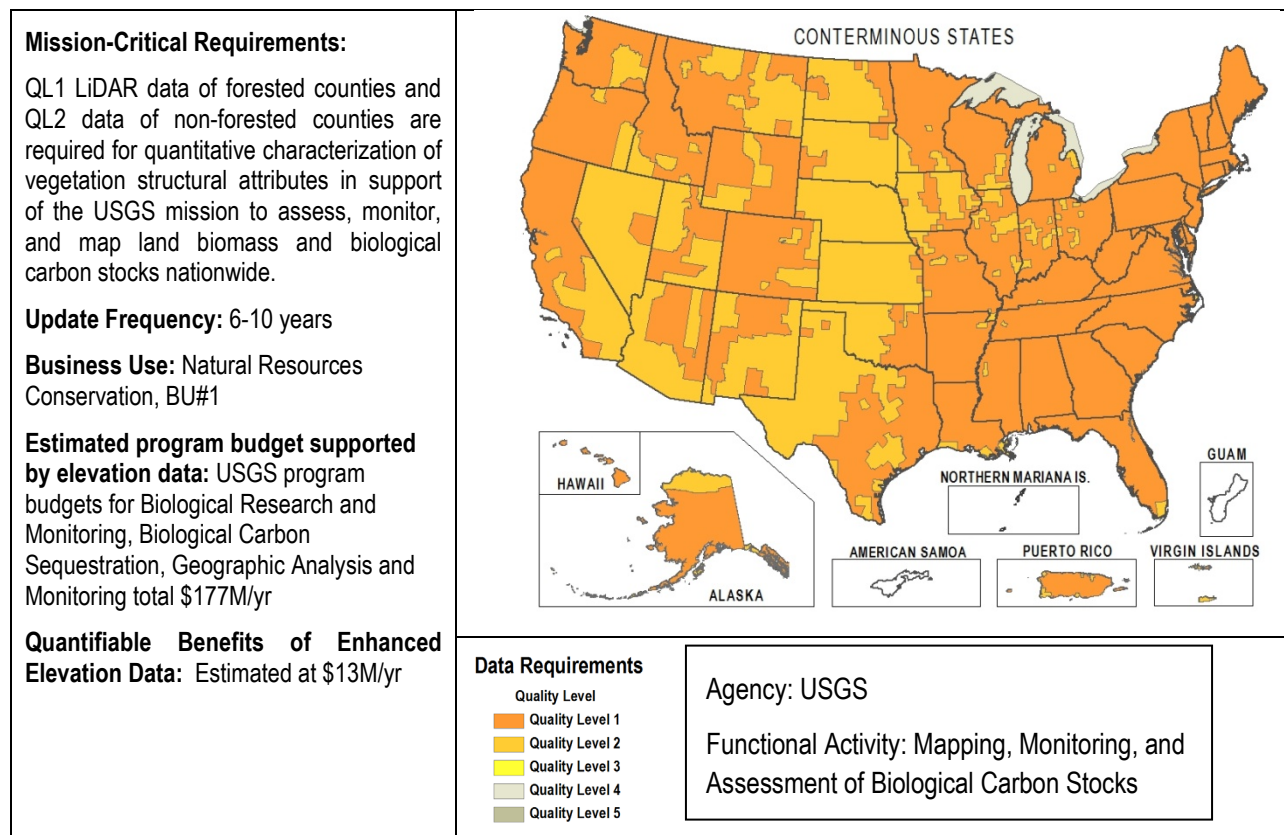 Mission-Critical Requirements:
QL1 LiDAR data of forested counties and
QL2 data of non-forested counties are
required for quantitative characterization of
vegetation structural attributes in support
of the USGS mission to assess, monitor,
and map land biomass and biological
carbon stocks nationwide.
Update Frequency: 6-10 years
Business Use: Natural Resources
Conservation, BU#1
Estimated program budget supported
by elevation data: USGS program
budgets for Biological Research and
Monitoring, Biological Carbon
Sequestration, Geographic Analysis and
Monitoring total $177M/yr
Quantifiable Benefits of Enhanced
Elevation Data: Estimated at $13M/yr
CONTERMINOUS STATES
HAWAII
ALASKA
NORTHERN MARIANA IS.
GUAM
AMERICAN SAMOA
PUERTO RICO
VIRGIN ISLANDS
Data Requirements
Quality Level
Quality Level 1
Quality Level 2
Quality Level 3
Quality Level 4
Quality Level 5
Agency: USGS
Functional Activity: Mapping, Monitoring, and
Assessment of Biological Carbon Stocks